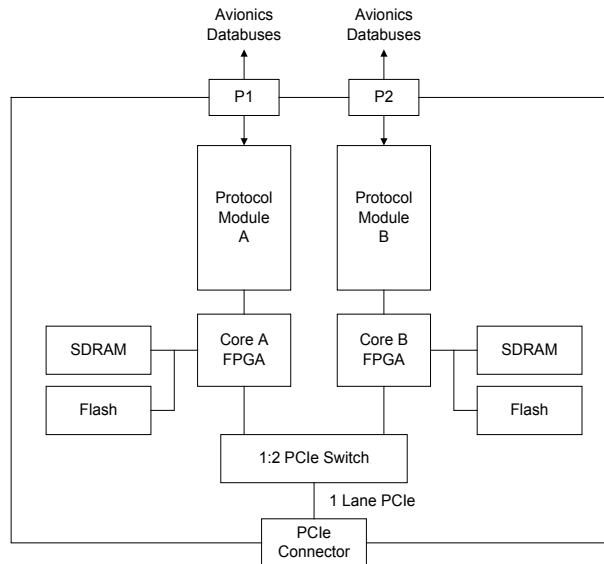 Avionics
Databuses
Avionics
Databuses
P1
P2
Protocol
Module
A
Protocol
Module
B
SDRAM
Core A
FPGA
Core B
FPGA
SDRAM
Flash
Flash
1:2 PCIe Switch
1 Lane PCIe
PCIe
Connector